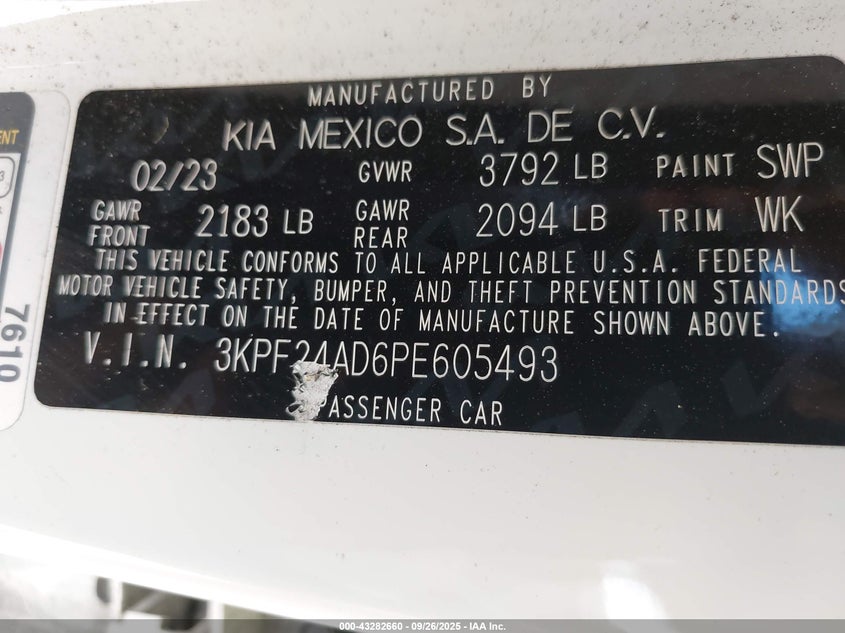 MANUFACTURED BY
KIA MEXICO S.A. DE C.V.
02/23 GVWR 3792 LB PAINT SWP
GAWR FRONT 2183 LB GAWR REAR 2094 LB TRIM WK
THIS VEHICLE CONFORMS TO ALL APPLICABLE U.S.A. FEDERAL
MOTOR VEHICLE SAFETY, BUMPER, AND THEFT PREVENTION STANDARDS
IN EFFECT ON THE DATE OF MANUFACTURE SHOWN ABOVE.
V.I.N. 3KPF24AD6PE605493
PASSENGER CAR
7610
000-43282660 - 09/26/2025 - IAA Inc.